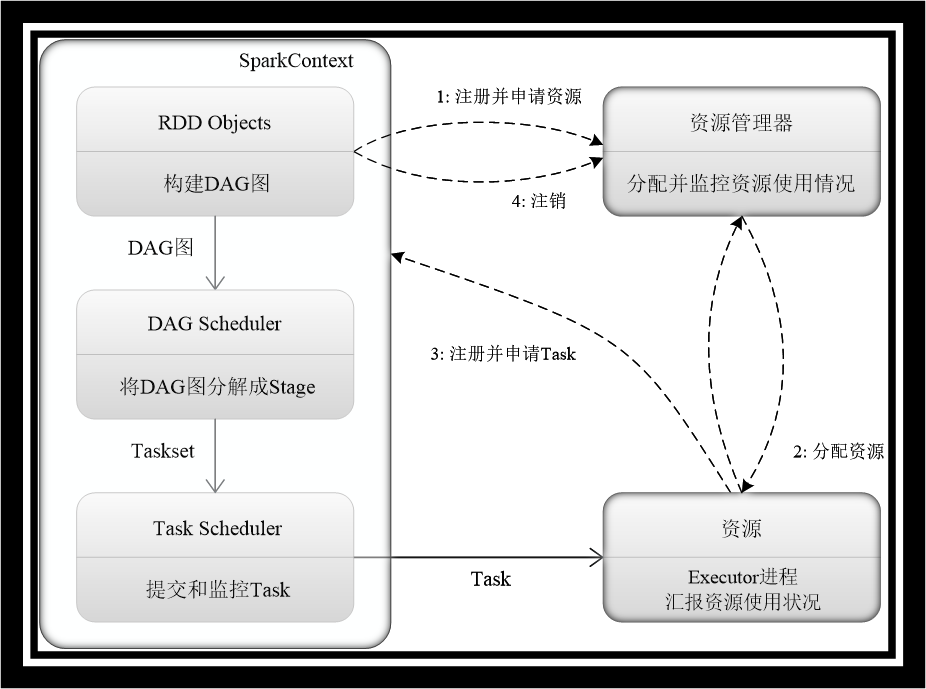 SparkContext
RDD Objects
构建DAG图
DAG图
DAG Scheduler
将DAG图分解成Stage
Taskset
Task Scheduler
提交和监控Task
1: 注册并申请资源
4: 注销
资源管理器
分配并监控资源使用情况
3: 注册并申请Task
2: 分配资源
Task
资源
Executor进程
汇报资源使用状况